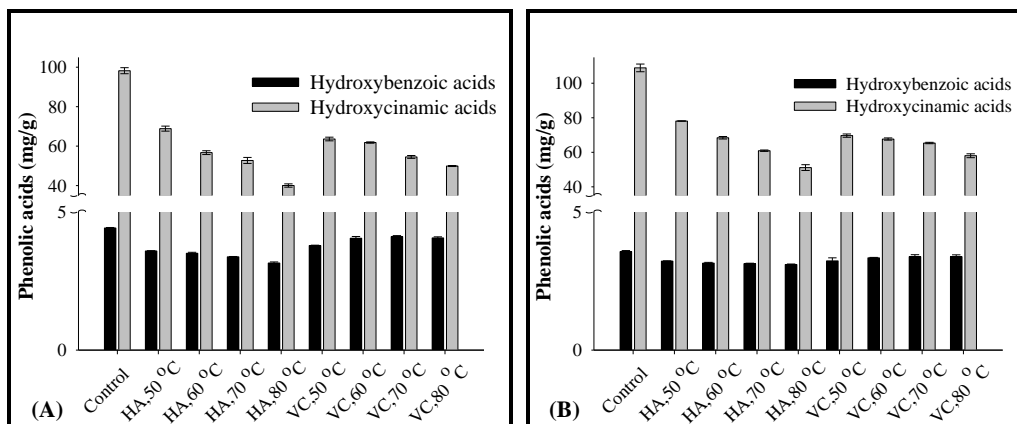 Phenolic acids (mg/g)
100
80
60
40
5
0
Hydroxybenzoic acids
Hydroxycinamic acids
Control
HA,50 °C
HA,60 °C
HA,70 °C
HA,80 °C
VC,50 °C
VC,60 °C
VC,70 °C
VC,80 °C
(A)
Phenolic acids (mg/g)
100
80
60
40
5
0
Hydroxybenzoic acids
Hydroxycinamic acids
Control
HA,50 °C
HA,60 °C
HA,70 °C
HA,80 °C
VC,50 °C
VC,60 °C
VC,70 °C
VC,80 °C
(B)